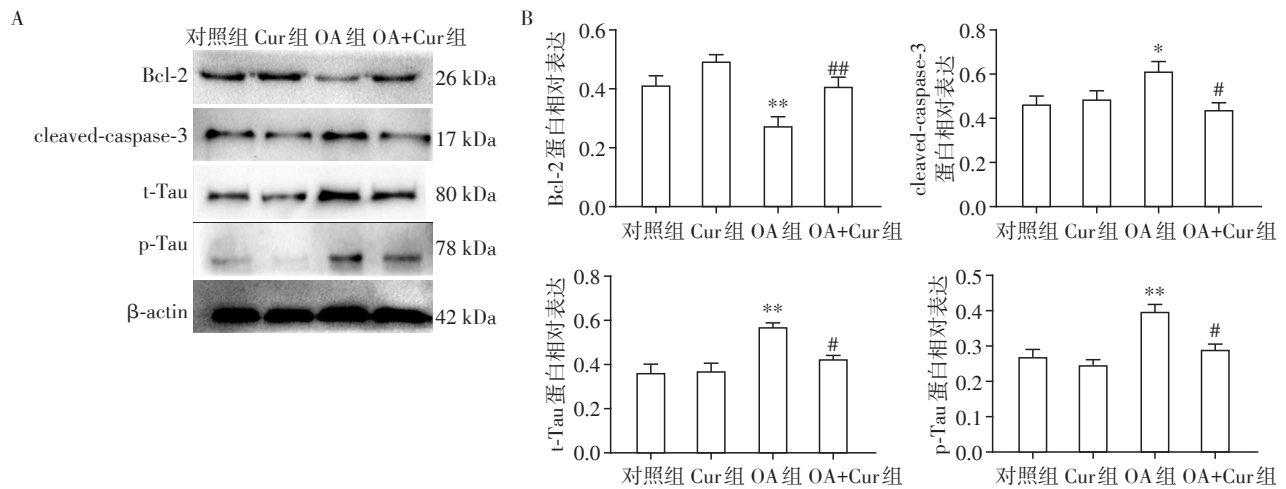 A
对照组 Cur组 OA组 OA+Cur组
Bcl-2
26 kDa
cleaved-caspase-3
17 kDa
t-Tau
80 kDa
p-Tau
78 kDa
β-actin
42 kDa
B
Bcl-2蛋白相对表达
0.6
0.4
0.2
0.0
**
##
对照组 Cur组 OA组 OA+Cur组
cleaved-caspase-3
蛋白相对表达
0.8
0.6
0.4
0.2
0.0
*
#
对照组 Cur组 OA组 OA+Cur组
t-Tau蛋白相对表达
0.8
0.6
0.4
0.2
0.0
**
#
对照组 Cur组 OA组 OA+Cur组
p-Tau蛋白相对表达
0.5
0.4
0.3
0.2
0.1
0.0
**
#
对照组 Cur组 OA组 OA+Cur组